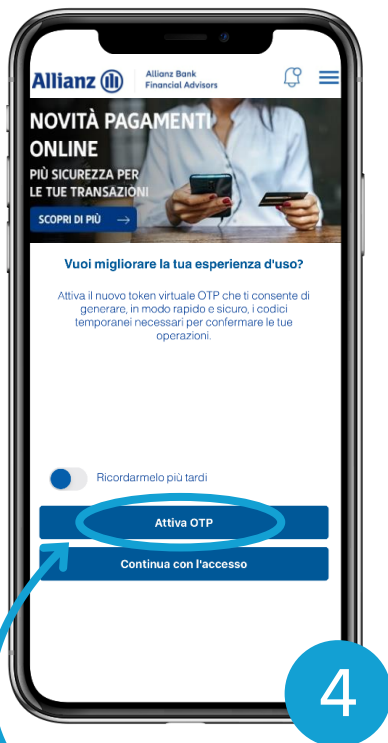 Allianz
Allianz Bank
Financial Advisors
NOVITÀ PAGAMENTI
ONLINE
PIÙ SICUREZZA PER
LE TUE TRANSAZIONI
SCOPRI DI PIÙ →
Vuoi migliorare la tua esperienza d'uso?
Attiva il nuovo token virtuale OTP che ti consente di
generare, in modo rapido e sicuro, i codici
temporanei necessari per confermare le tue
operazioni.
Ricordarmelo più tardi
Attiva OTP
Continua con l'accesso
4